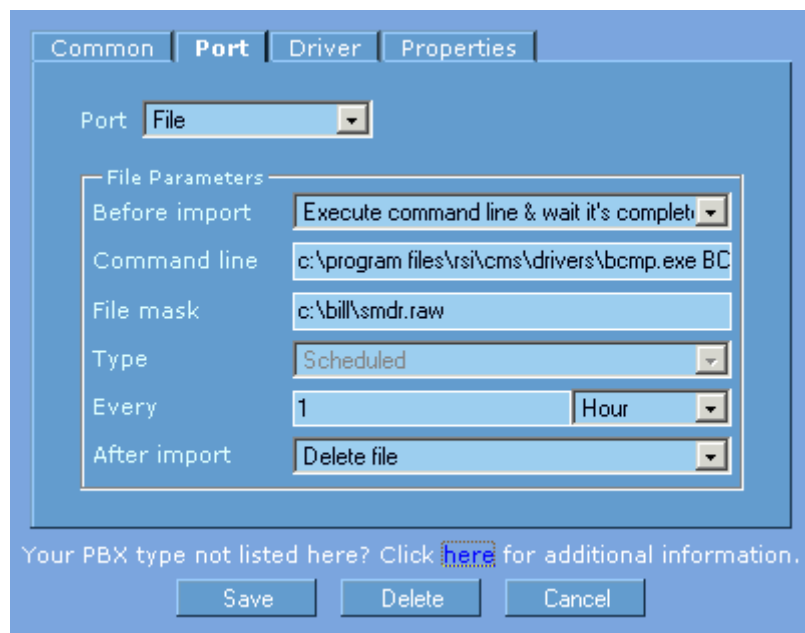 Common Port Driver Properties
Port File
File Parameters
Before import Execute command line & wait it's complet
Command line c:\program files\rsi\cms\drivers\bcmp.exe BC
File mask c:\bill\smdr.raw
Type Scheduled
Every 1 Hour
After import Delete file
Your PBX type not listed here? Click here for additional information.
Save Delete Cancel